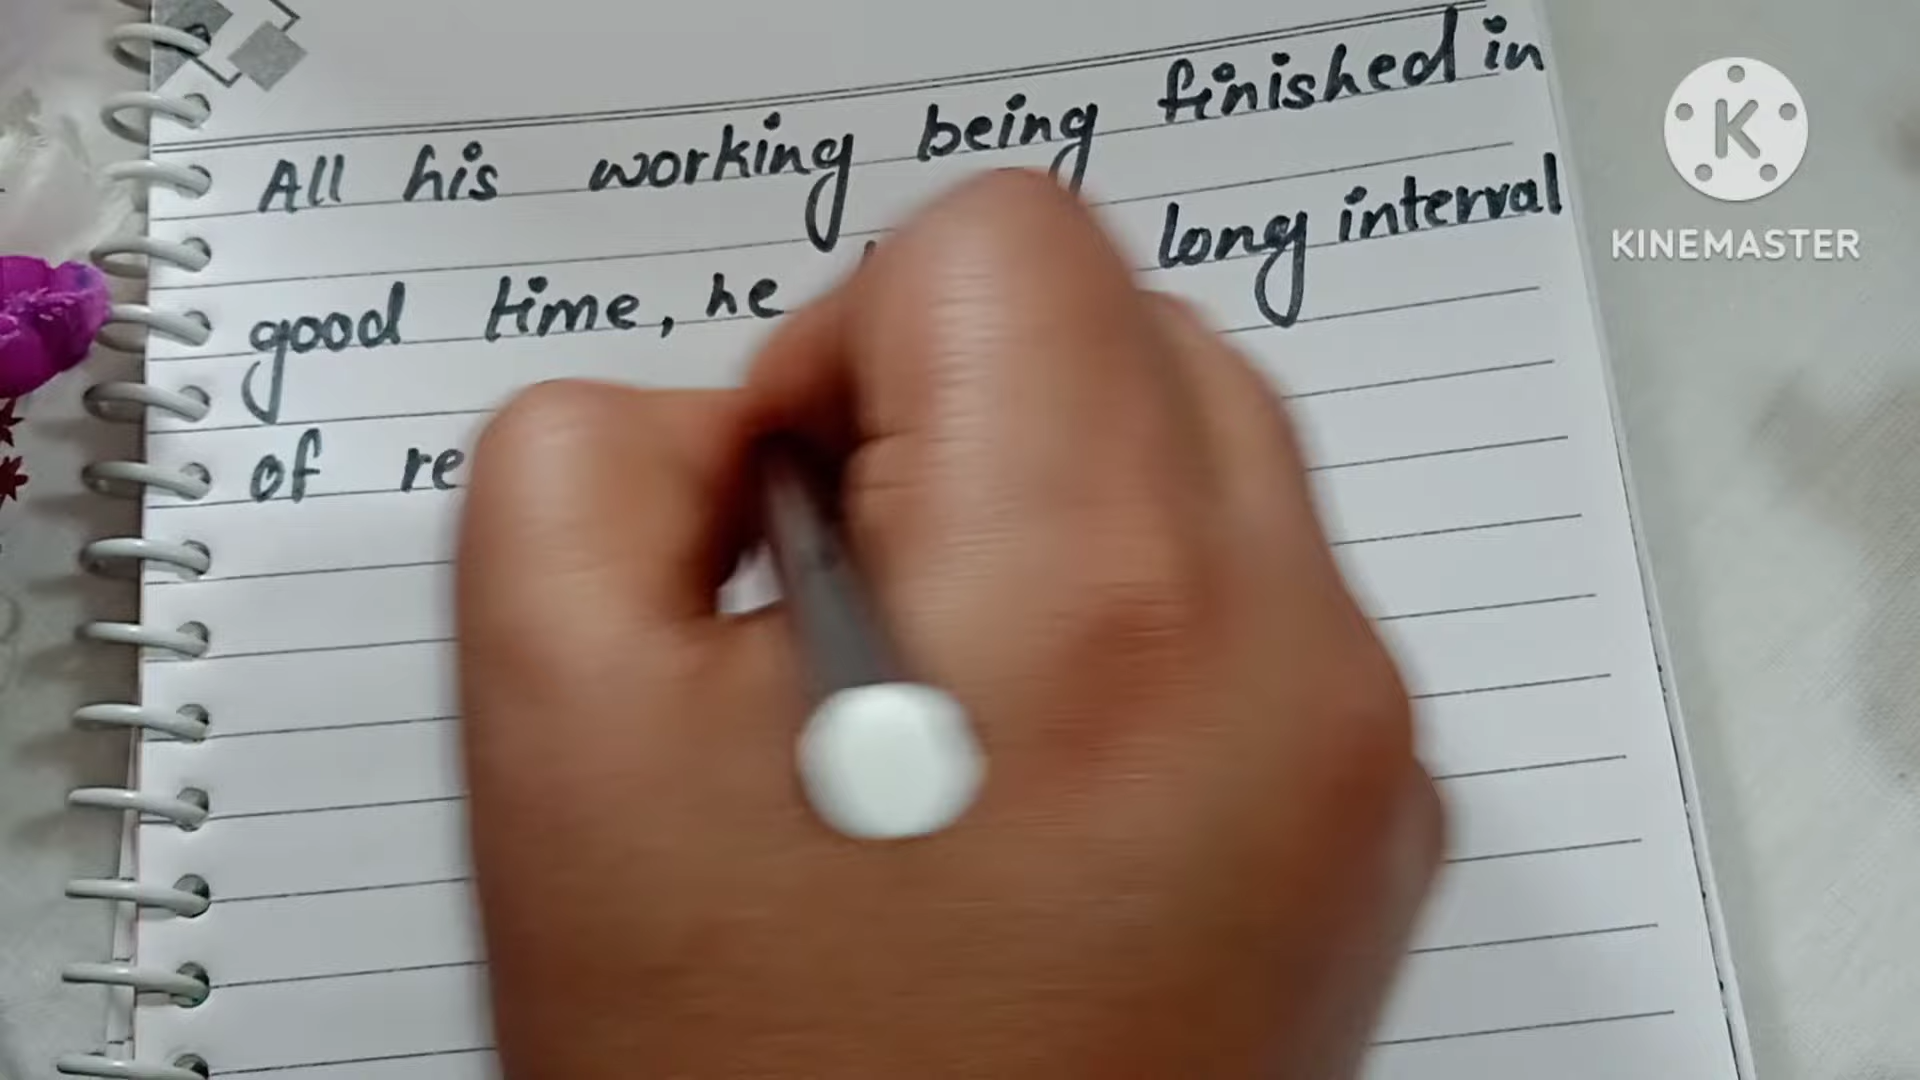 All his working being finished in
good time, he long interval
of re
KINEMASTER